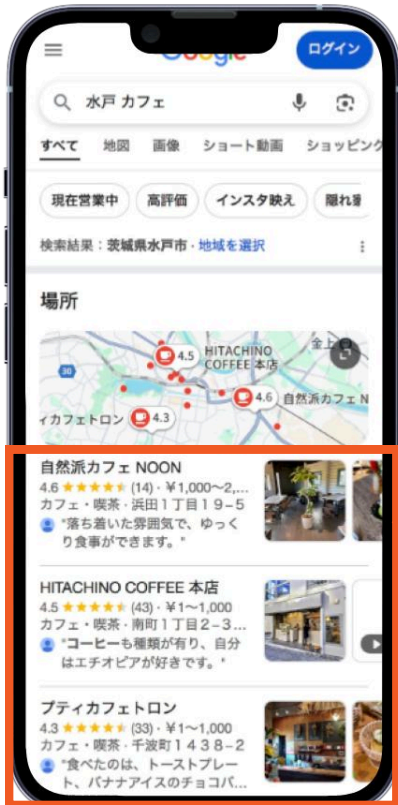 Google
ログイン
水戸 カフェ
すべて 地図 画像 ショート動画 ショッピング
現在営業中 高評価 インスタ映え 隠れ家
検索結果：茨城県水戸市・地域を選択
場所
4.5 HITACHINO
COFFEE 本店
金上
30
4.6 自然派カフェ N
ィカフェトロン 4.3
自然派カフェ NOON
4.6 ★★★★★ (14)・¥1,000〜2,...
カフェ・喫茶・浜田１丁目１９−５
"落ち着いた雰囲気で、ゆっく
り食事ができます。"
HITACHINO COFFEE 本店
4.5 ★★★★★ (43)・¥1〜1,000
カフェ・喫茶・南町１丁目２−３...
"コーヒーも種類が有り、自分
はエチオピアが好きです。"
プティカフェトロン
4.3 ★★★★★ (33)・¥1〜1,000
カフェ・喫茶・千波町１４３８−２
"食べたのは、トーストプレー
ト、バナナアイスのチョコバ...